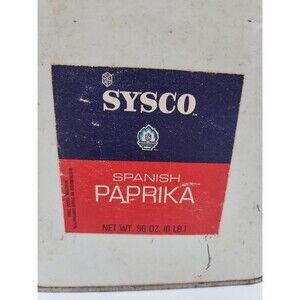 SYSCO
SPANISH
PAPRIKA
NET WT. 96 OZ. (6 LB.)